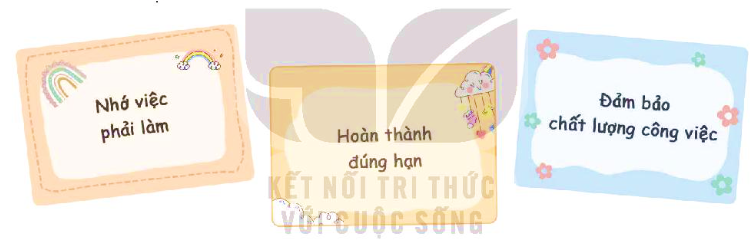 Nhớ việc
phải làm
Hoàn thành
đúng hạn
Đảm bảo
chất lượng công việc
KẾT NỐI TRI THỨC
VỚI CUỘC SỐNG